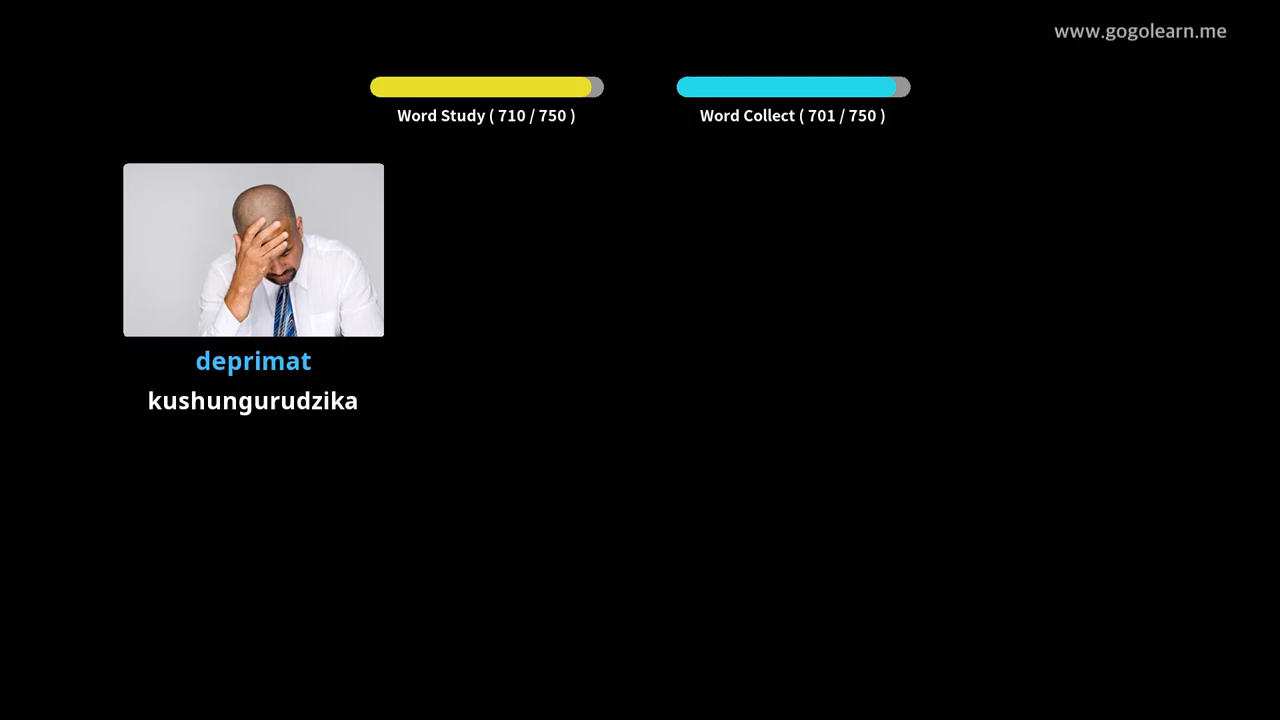 www.gogolearn.me
Word Study ( 710 / 750 )
Word Collect ( 701 / 750 )
deprimat
kushungurudzika